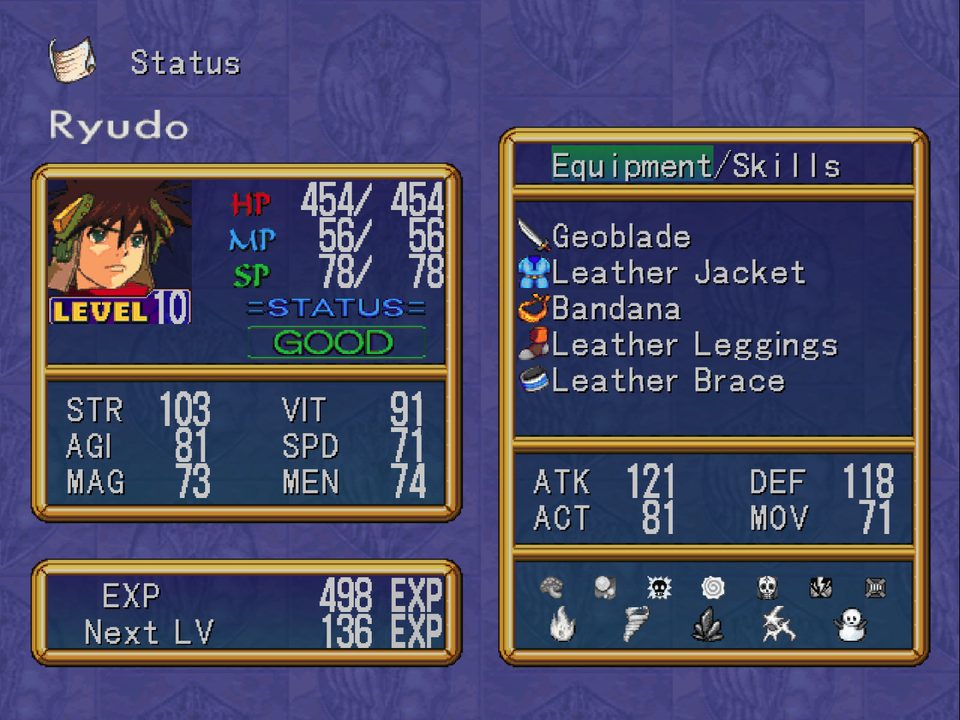 Status
Ryudo
HP 454/ 454
MP 56/ 56
SP 78/ 78
LEVEL 10
=STATUS=
GOOD
STR 103 VIT 91
AGI 81 SPD 71
MAG 73 MEN 74
EXP 498 EXP
Next LV 136 EXP
Equipment/Skills
Geoblade
Leather Jacket
Bandana
Leather Leggings
Leather Brace
ATK 121 DEF 118
ACT 81 MOV 71